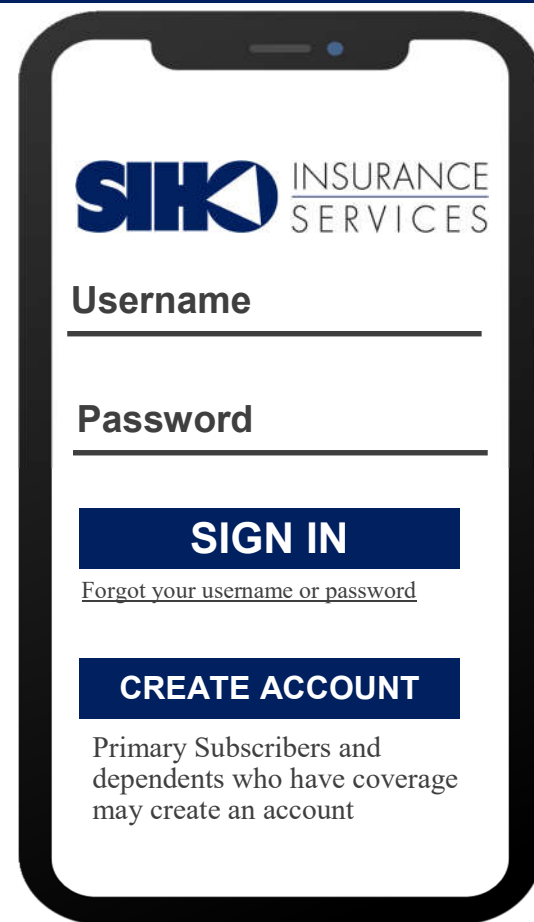 SIHO INSURANCE
SERVICES
Username
Password
SIGN IN
Forgot your username or password
CREATE ACCOUNT
Primary Subscribers and
dependents who have coverage
may create an account